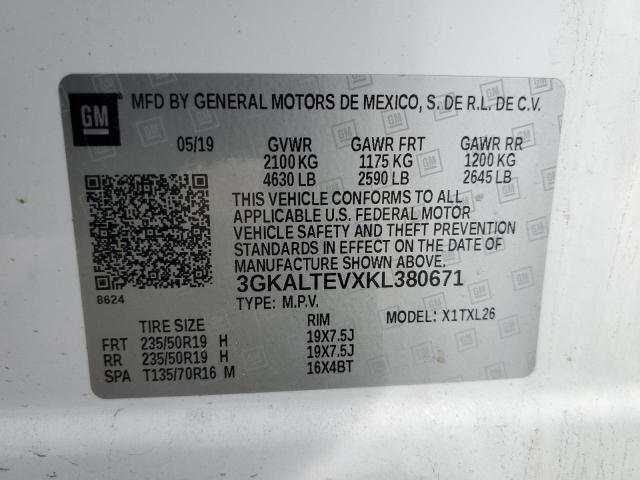 GM MFD BY GENERAL MOTORS DE MEXICO, S. DE R.L. DE C.V.
05/19 GVWR GAWR FRT GAWR RR
2100 KG 1175 KG 1200 KG
4630 LB 2590 LB 2645 LB
THIS VEHICLE CONFORMS TO ALL
APPLICABLE U.S. FEDERAL MOTOR
VEHICLE SAFETY AND THEFT PREVENTION
STANDARDS IN EFFECT ON THE DATE OF
MANUFACTURE SHOWN ABOVE.
3GKALTEVXKL380671
8624
TYPE: M.P.V. MODEL: X1TXL26
TIRE SIZE RIM
FRT 235/50R19 H 19X7.5J
RR 235/50R19 H 19X7.5J
SPA T135/70R16 M 16X4BT